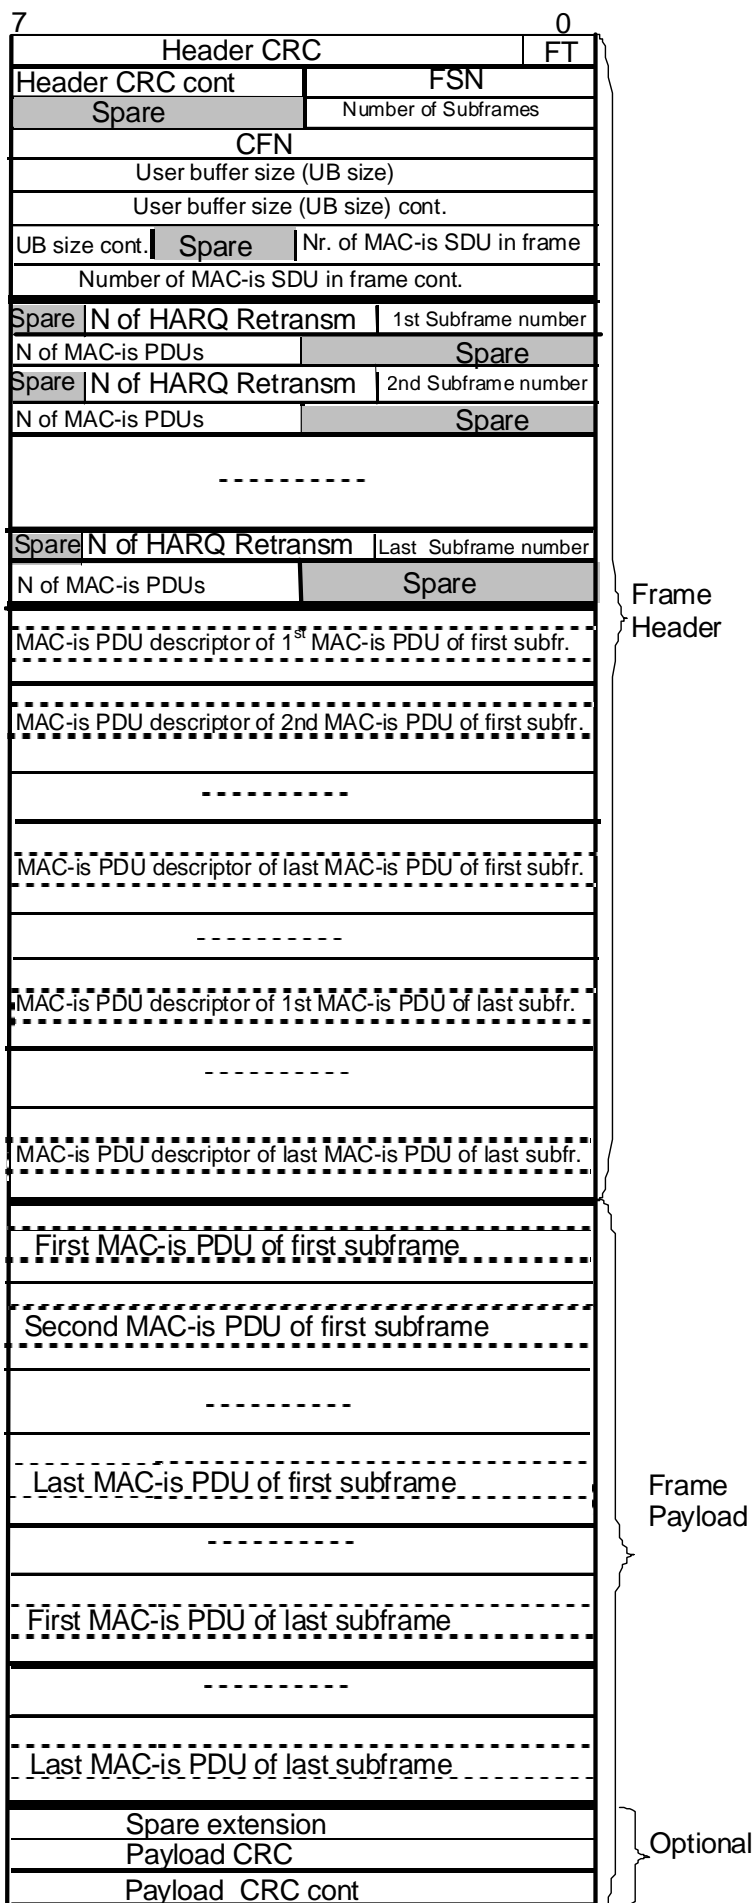 7 0
Header CRC FT
Header CRC cont FSN
Spare Number of Subframes
CFN
User buffer size (UB size)
User buffer size (UB size) cont.
UB size cont. Spare Nr. of MAC-is SDU in frame
Number of MAC-is SDU in frame cont.
Spare N of HARQ Retransm 1st Subframe number
N of MAC-is PDUs Spare
Spare N of HARQ Retransm 2nd Subframe number
N of MAC-is PDUs Spare
Spare N of HARQ Retransm Last Subframe number
N of MAC-is PDUs Spare
Frame
Header
MAC-is PDU descriptor of 1st MAC-is PDU of first subfr.
MAC-is PDU descriptor of 2nd MAC-is PDU of first subfr.
MAC-is PDU descriptor of last MAC-is PDU of first subfr.
MAC-is PDU descriptor of 1st MAC-is PDU of last subfr.
MAC-is PDU descriptor of last MAC-is PDU of last subfr.
First MAC-is PDU of first subframe
Second MAC-is PDU of first subframe
Last MAC-is PDU of first subframe
Frame
Payload
First MAC-is PDU of last subframe
Last MAC-is PDU of last subframe
Spare extension
Payload CRC
Optional
Payload CRC cont